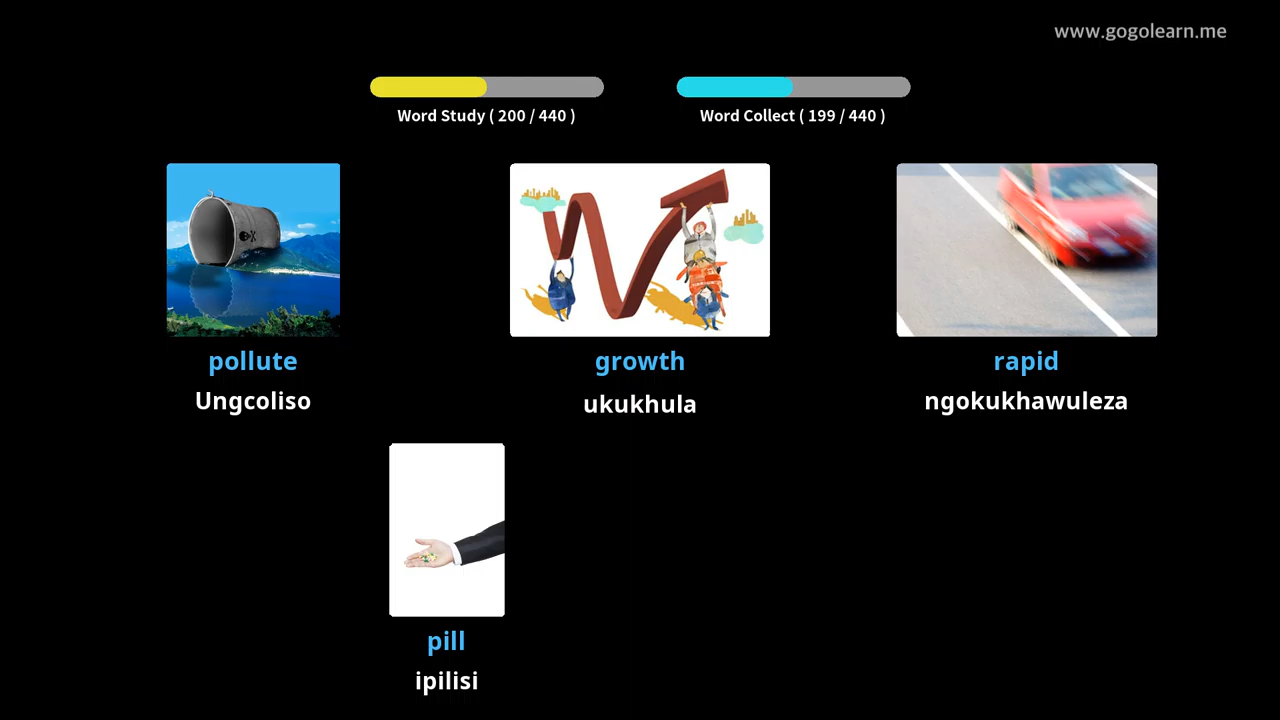 www.gogolearn.me
Word Study ( 200 / 440 )
Word Collect ( 199 / 440 )
pollute
Ungcoliso
growth
ukukhula
rapid
ngokukhawuleza
pill
ipilisi